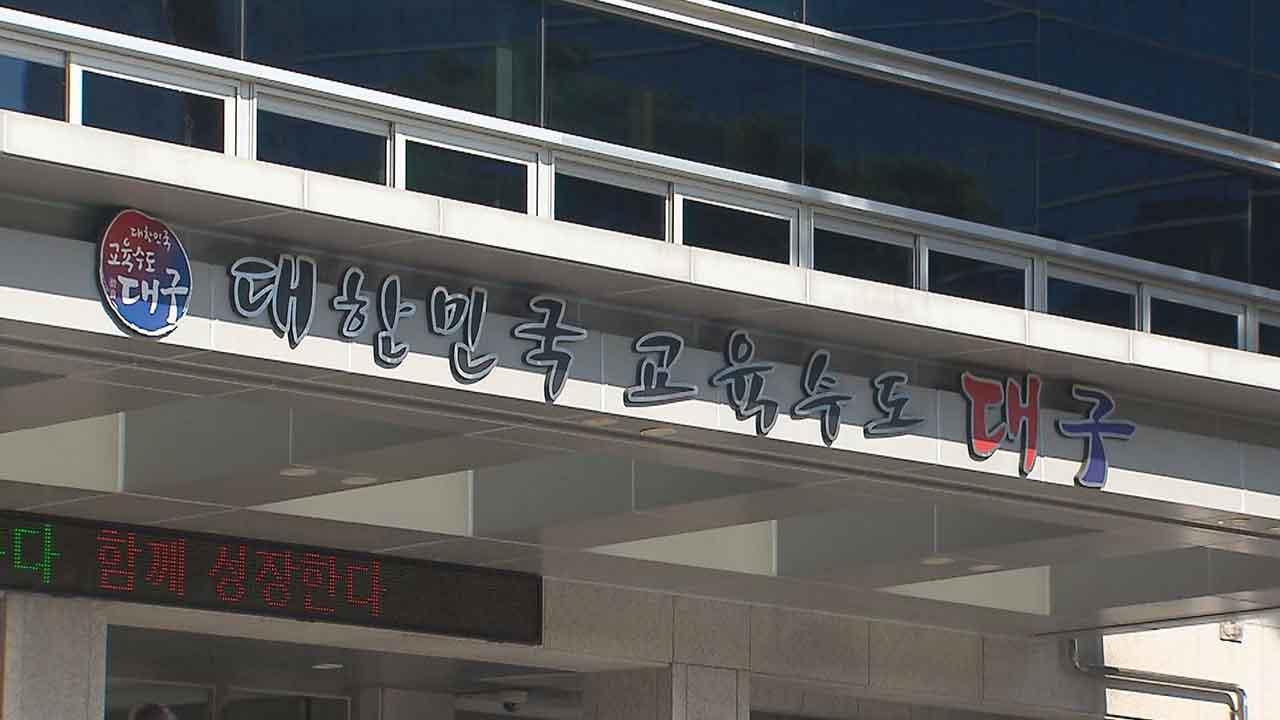 대한민국
교육수도
대구
대한민국 교육수도 대구
다 함께 성장한다